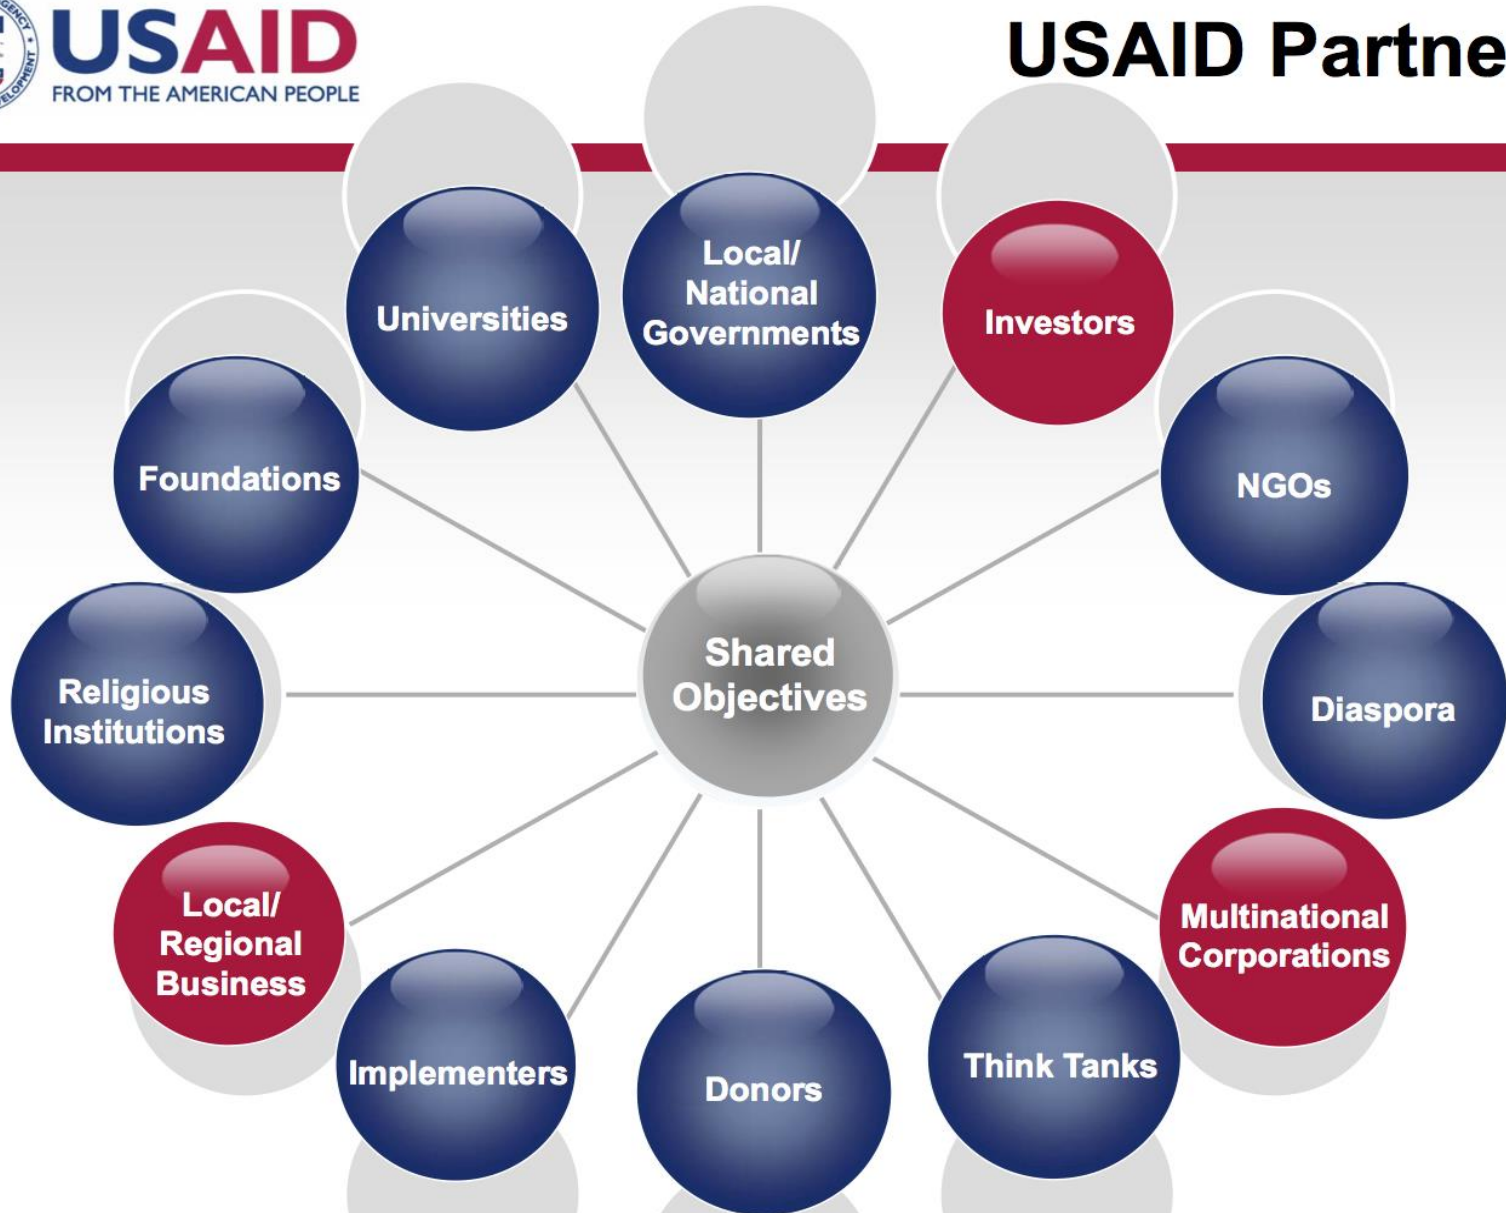 USAID
FROM THE AMERICAN PEOPLE
USAID Partne
Universities
Local/
National
Governments
Investors
Foundations
NGOs
Religious
Institutions
Shared
Objectives
Diaspora
Local/
Regional
Business
Multinational
Corporations
Implementers
Donors
Think Tanks